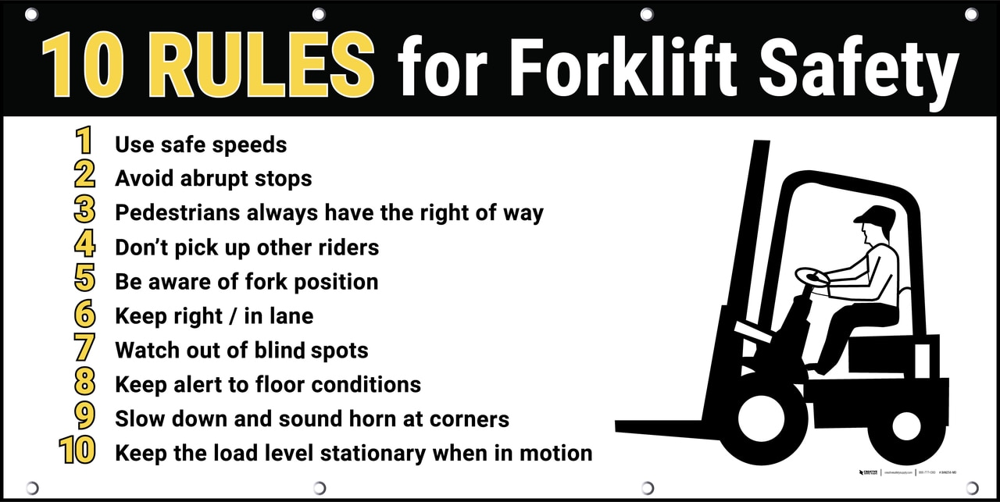 10 RULES for Forklift Safety
1 Use safe speeds
2 Avoid abrupt stops
3 Pedestrians always have the right of way
4 Don’t pick up other riders
5 Be aware of fork position
6 Keep right / in lane
7 Watch out of blind spots
8 Keep alert to floor conditions
9 Slow down and sound horn at corners
10 Keep the load level stationary when in motion
CREATIVE creativesafetysupply.com